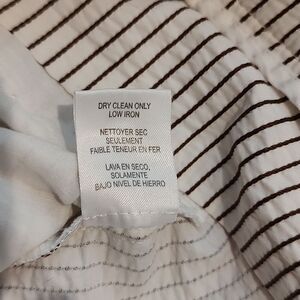 DRY CLEAN ONLY
LOW IRON
NETTOYER SEC
SEULEMENT
FAIBLE TENEUR EN FER
LAVA EN SECO,
SOLAMENTE
BAJO NIVEL DE HIERRO